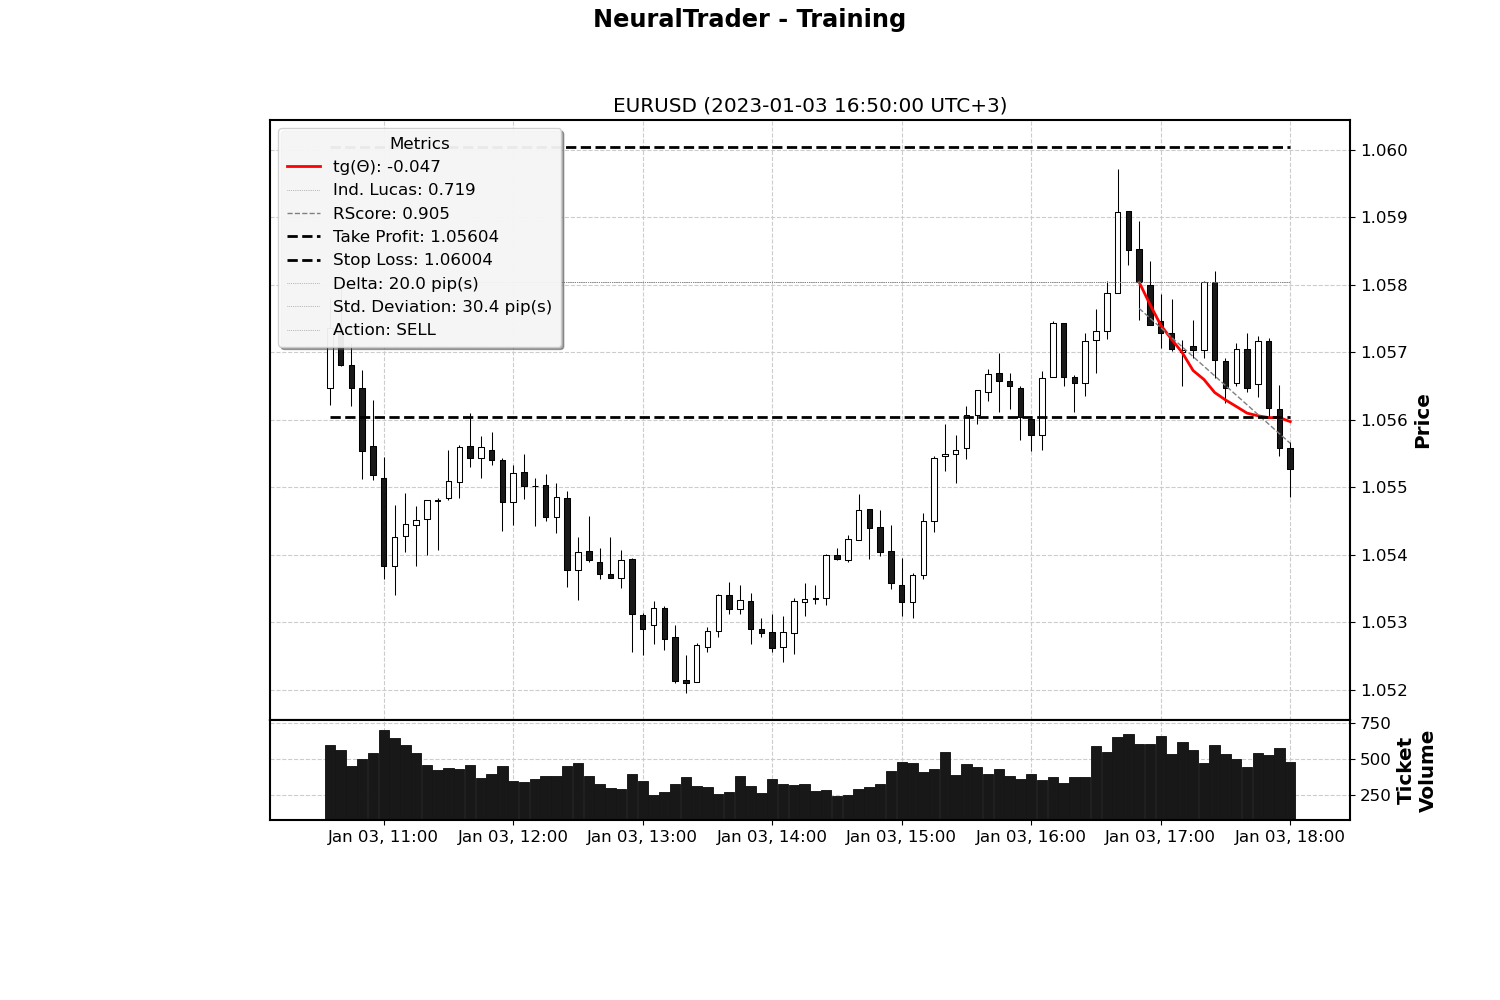 NeuralTrader - Training
EURUSD (2023-01-03 16:50:00 UTC+3)
Metrics
tg(Θ): -0.047
Ind. Lucas: 0.719
RScore: 0.905
Take Profit: 1.05604
Stop Loss: 1.06004
Delta: 20.0 pip(s)
Std. Deviation: 30.4 pip(s)
Action: SELL
1.060
1.059
1.058
1.057
1.056
1.055
1.054
1.053
1.052
Price
750
500
250
Ticket
Volume
Jan 03, 11:00 Jan 03, 12:00 Jan 03, 13:00 Jan 03, 14:00 Jan 03, 15:00 Jan 03, 16:00 Jan 03, 17:00 Jan 03, 18:00